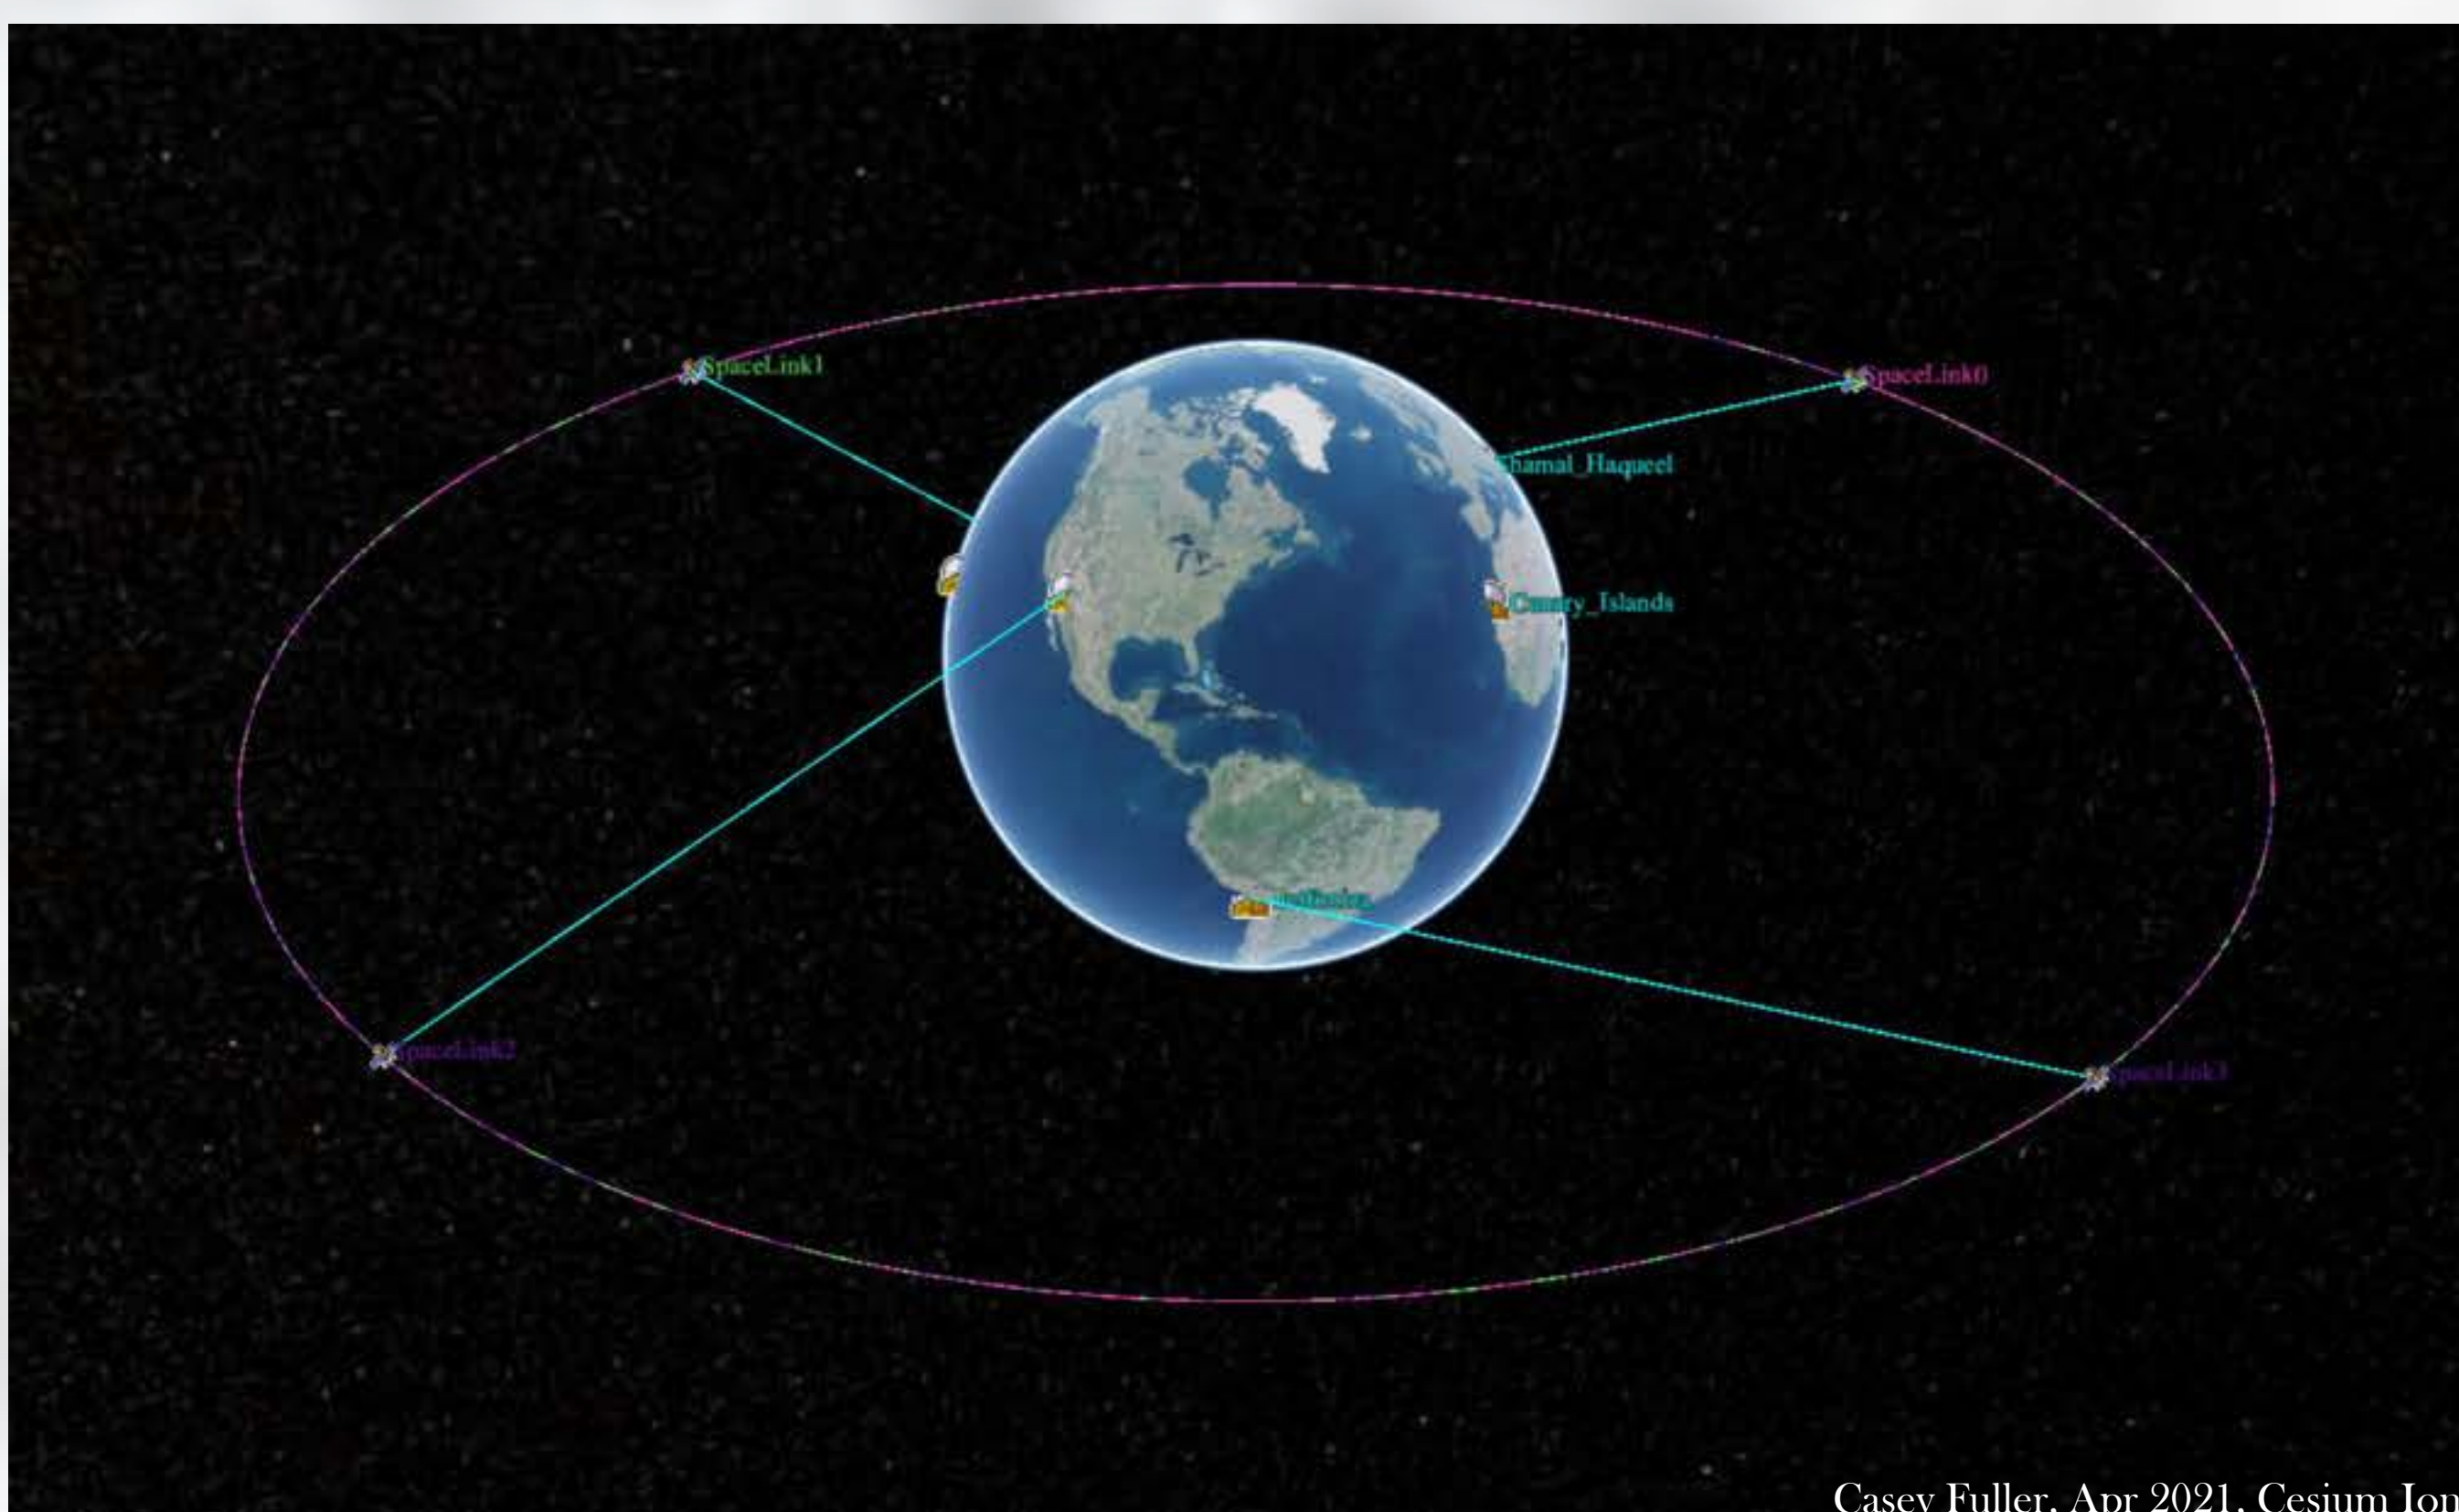 SpaceLink1
SpaceLink0
Shamal_Haqueel
Canary_Islands
SpaceLink2
SpaceLink3
Casey Fuller, Apr 2021, Cesium Ion